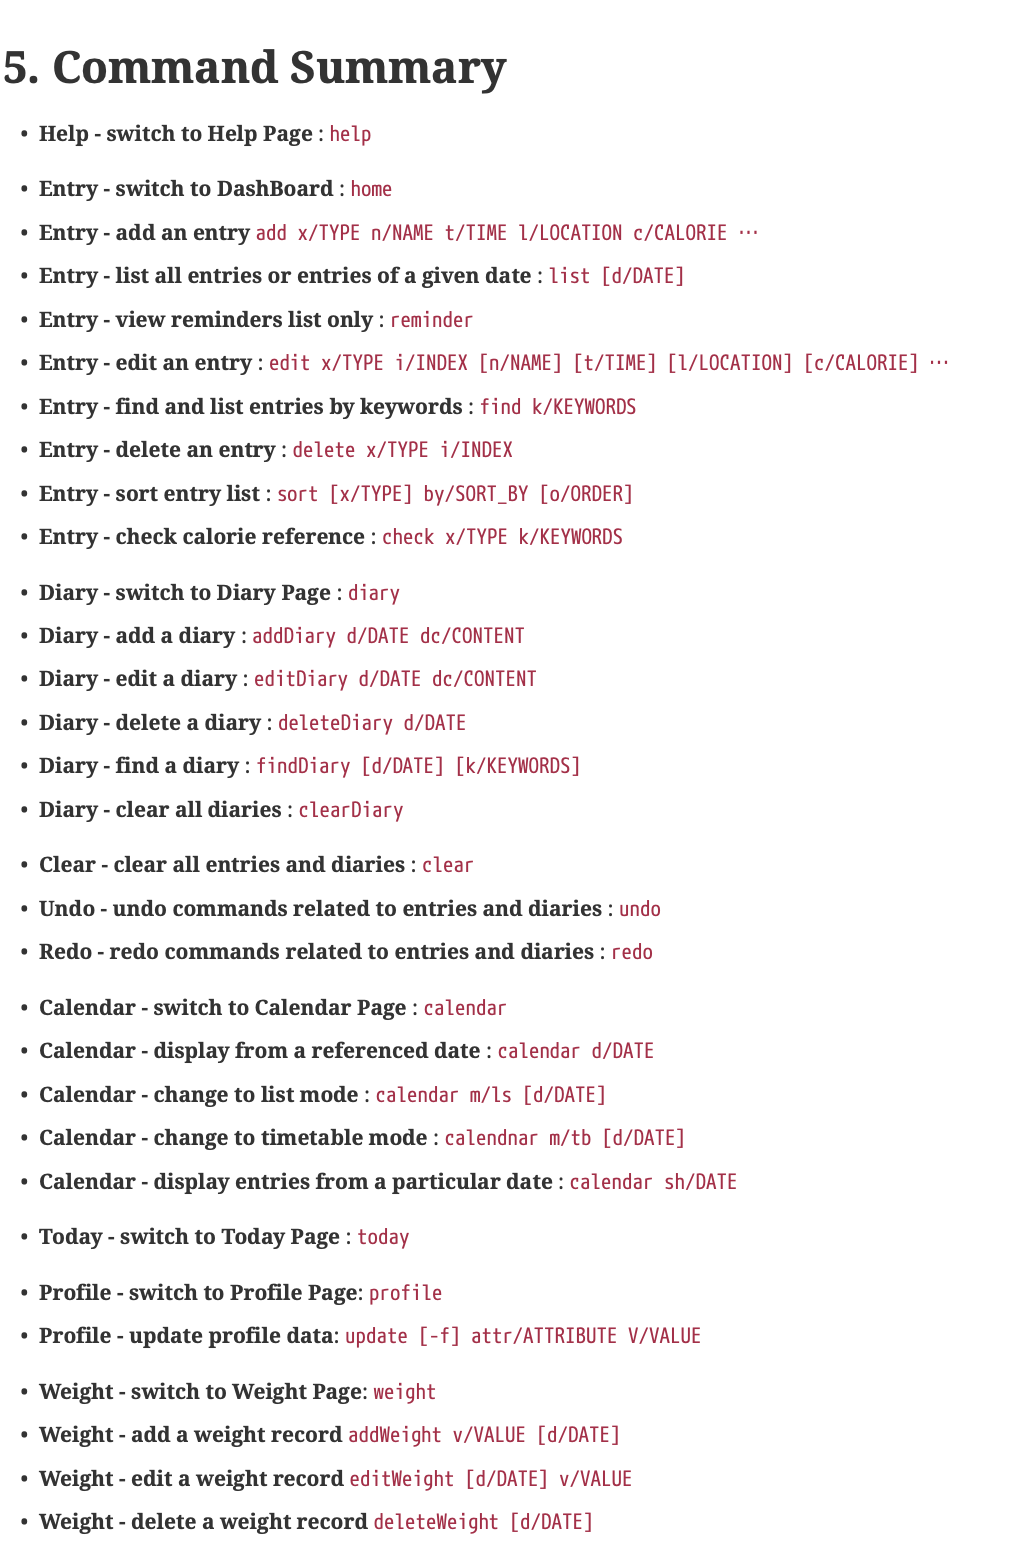 5. Command Summary
• Help - switch to Help Page : help
• Entry - switch to DashBoard : home
• Entry - add an entry add x/TYPE n/NAME t/TIME l/LOCATION c/CALORIE ⋯
• Entry - list all entries or entries of a given date : list [d/DATE]
• Entry - view reminders list only : reminder
• Entry - edit an entry : edit x/TYPE i/INDEX [n/NAME] [t/TIME] [l/LOCATION] [c/CALORIE] ⋯
• Entry - find and list entries by keywords : find k/KEYWORDS
• Entry - delete an entry : delete x/TYPE i/INDEX
• Entry - sort entry list : sort [x/TYPE] by/SORT_BY [o/ORDER]
• Entry - check calorie reference : check x/TYPE k/KEYWORDS
• Diary - switch to Diary Page : diary
• Diary - add a diary : addDiary d/DATE dc/CONTENT
• Diary - edit a diary : editDiary d/DATE dc/CONTENT
• Diary - delete a diary : deleteDiary d/DATE
• Diary - find a diary : findDiary [d/DATE] [k/KEYWORDS]
• Diary - clear all diaries : clearDiary
• Clear - clear all entries and diaries : clear
• Undo - undo commands related to entries and diaries : undo
• Redo - redo commands related to entries and diaries : redo
• Calendar - switch to Calendar Page : calendar
• Calendar - display from a referenced date : calendar d/DATE
• Calendar - change to list mode : calendar m/ls [d/DATE]
• Calendar - change to timetable mode : calendnar m/tb [d/DATE]
• Calendar - display entries from a particular date : calendar sh/DATE
• Today - switch to Today Page : today
• Profile - switch to Profile Page: profile
• Profile - update profile data: update [-f] attr/ATTRIBUTE V/VALUE
• Weight - switch to Weight Page: weight
• Weight - add a weight record addWeight v/VALUE [d/DATE]
• Weight - edit a weight record editWeight [d/DATE] v/VALUE
• Weight - delete a weight record deleteWeight [d/DATE]